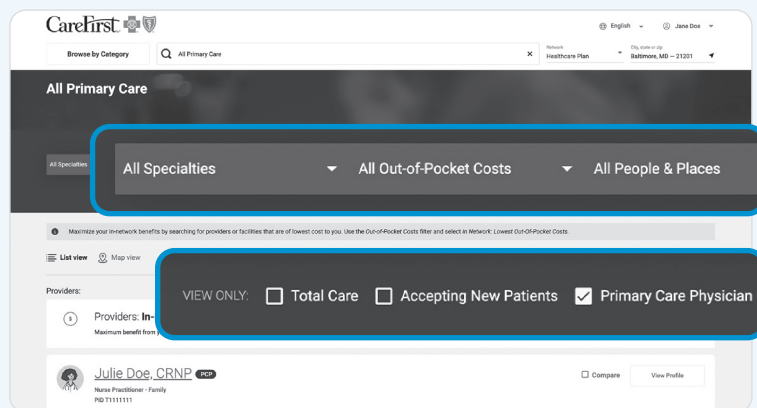 CareFirst
English
Jane Doe
Browse by Category
All Primary Care
Network
Healthcare Plan
City, state or zip
Baltimore, MD — 21201
All Primary Care
All Specialties
All Specialties
All Out-of-Pocket Costs
All People & Places
Maximize your in-network benefits by searching for providers or facilities that are of lowest cost to you. Use the Out-of-Pocket Costs filter and select In Network: Lowest Out-Of-Pocket Costs.
List view
Map view
VIEW ONLY:
Total Care
Accepting New Patients
Primary Care Physician
Providers:
$
Providers: In-
Maximum benefit from
Julie Doe, CRNP PCP
Compare
View Profile
Nurse Practitioner - Family
PID T1111111